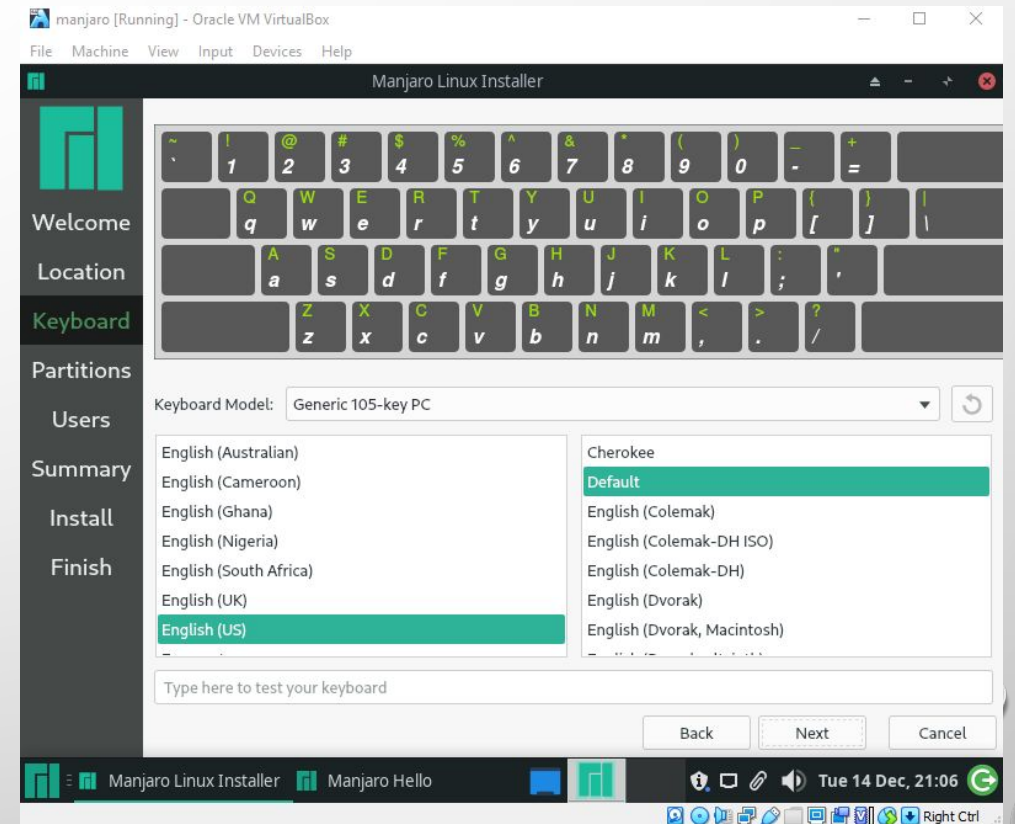 manjaro [Running] - Oracle VM VirtualBox
File Machine View Input Devices Help
Manjaro Linux Installer
~ ! @ # $ % ^ & * ( ) _ +
` 1 2 3 4 5 6 7 8 9 0 - =
Q W E R T Y U I O P { } |
q w e r t y u i o p [ ] \
A S D F G H J K L : "
a s d f g h j k l ; '
Z X C V B N M < > ?
z x c v b n m , . /
Welcome
Location
Keyboard
Partitions
Users
Summary
Install
Finish
Keyboard Model: Generic 105-key PC
English (Australian)
English (Cameroon)
English (Ghana)
English (Nigeria)
English (South Africa)
English (UK)
English (US)
Cherokee
Default
English (Colemak)
English (Colemak-DH ISO)
English (Colemak-DH)
English (Dvorak)
English (Dvorak, Macintosh)
Type here to test your keyboard
Back Next Cancel
Manjaro Linux Installer Manjaro Hello Tue 14 Dec, 21:06
Right Ctrl